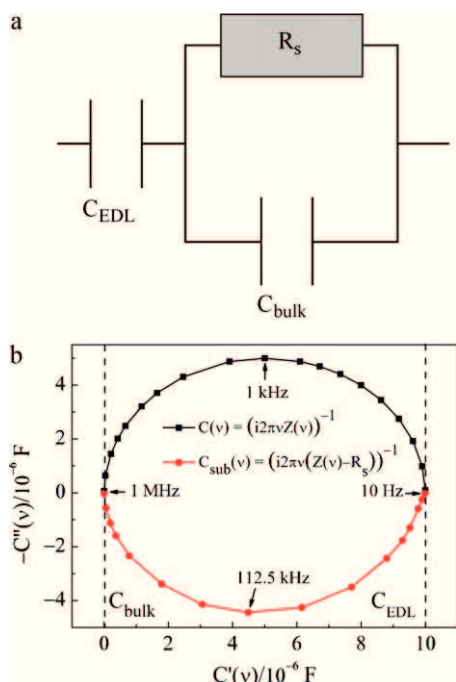 a
R_s
C_EDL
C_bulk
b
1 kHz
C(ν) = (i2πνZ(ν))^-1
C_sub(ν) = (i2πν(Z(ν)-R_s))^-1
1 MHz
10 Hz
112.5 kHz
C_bulk
C_EDL
4
2
0
-2
-4
-C''(ν)/10^-6 F
0 2 4 6 8 10
C'(ν)/10^-6 F